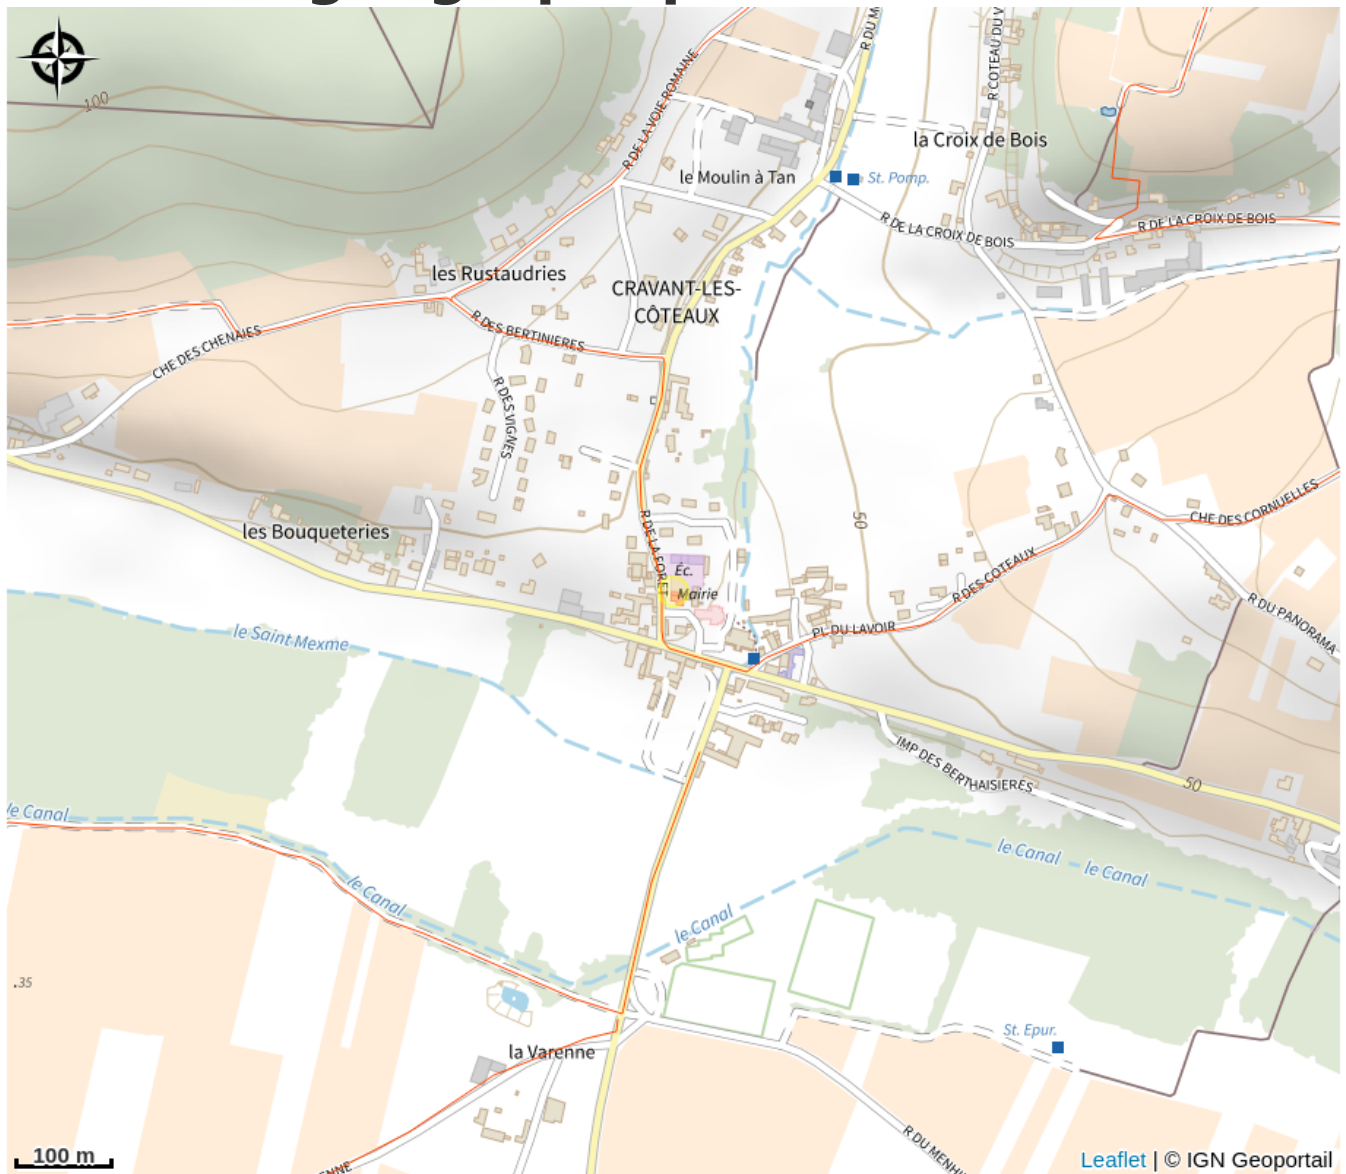 R DU M
R COTEAU DU V
100
R DE LA VOIE ROMAINE
la Croix de Bois
le Moulin à Tan
St. Pomp.
R DE LA CROIX DE BOIS
R DE LA CROIX DE BOIS
les Rustaudries
CRAVANT-LES-
CÔTEAUX
R DES BERTINIERES
CHE DES CHENAIES
R DES VIGNES
les Bouqueteries
50
CHE DES CORNUELLES
R DE LA FORET
Éc.
Mairie
R DES COTEAUX
R DU PANORAMA
PL DU LAVOIR
le Saint Mexme
IMP DES BERTHAISIERES
50
le Canal
le Canal
le Canal
le Canal
le Canal
.35
St. Epur.
la Varenne
R DU MENHI
ENNE
100 m
Leaflet | © IGN Geoportail